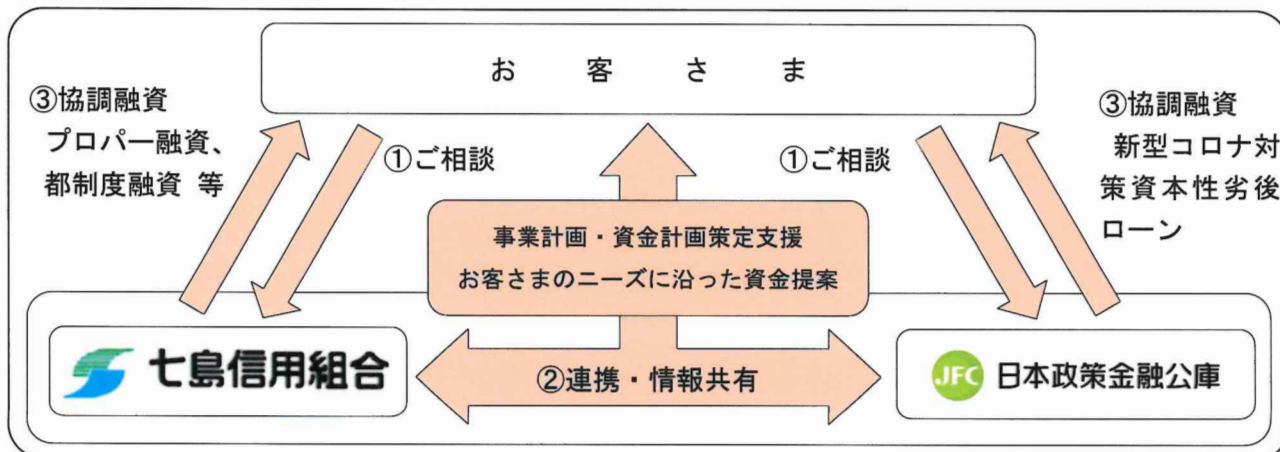 お客さま
③協調融資
プロパー融資、
都制度融資 等
①ご相談
①ご相談
③協調融資
新型コロナ対
策資本性劣後
ローン
事業計画・資金計画策定支援
お客さまのニーズに沿った資金提案
七島信用組合
②連携・情報共有
JFC 日本政策金融公庫